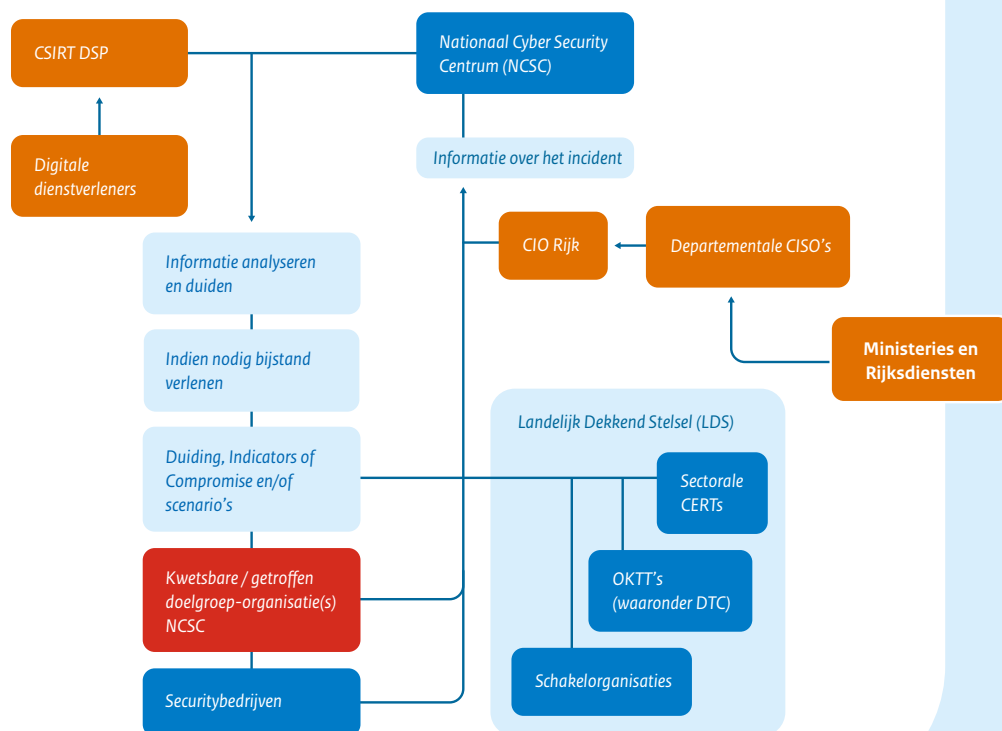 CSIRT DSP
Nationaal Cyber Security
Centrum (NCSC)
Digitale
dienstverleners
Informatie over het incident
CIO Rijk
Departementale CISO's
Informatie analyseren
en duiden
Ministeries en
Rijksdiensten
Indien nodig bijstand
verlenen
Landelijk Dekkend Stelsel (LDS)
Duiding, Indicators of
Compromise en/of
scenario's
Sectorale
CERTs
Kwetsbare / getroffen
doelgroep-organisatie(s)
NCSC
OKTT's
(waaronder DTC)
Schakelorganisaties
Securitybedrijven